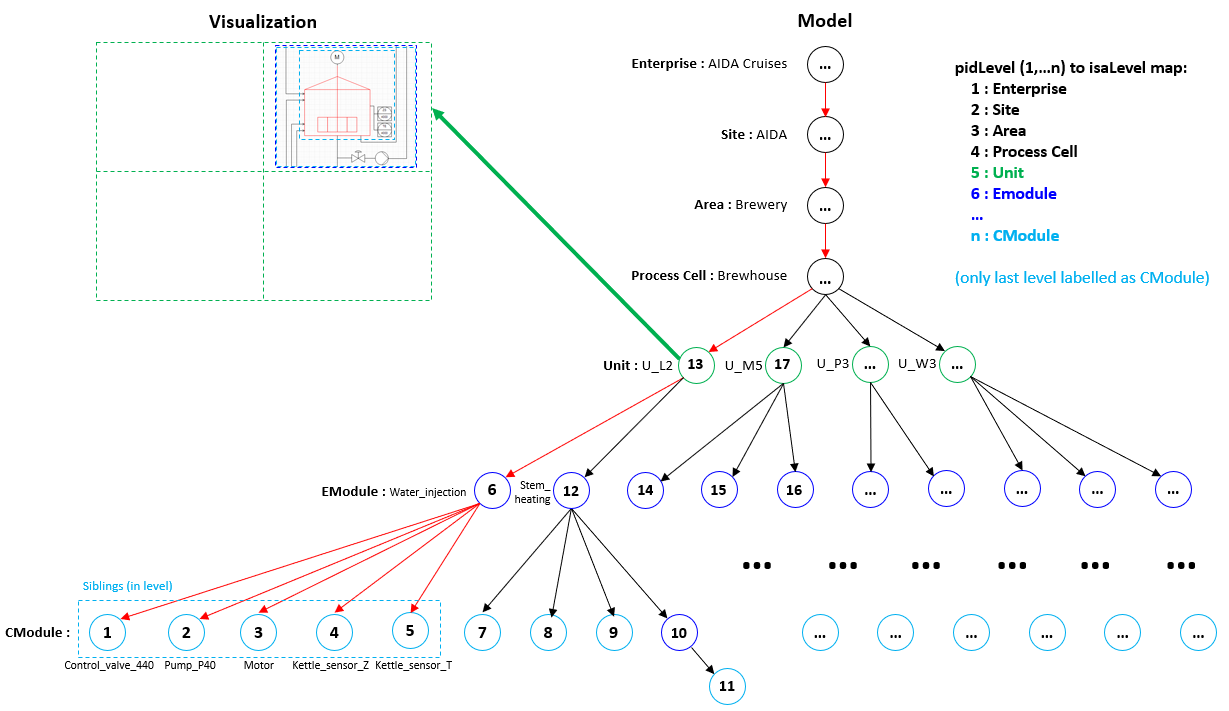 Visualization
Model
M
Enterprise : AIDA Cruises
...
Site : AIDA
...
Area : Brewery
...
Process Cell : Brewhouse
...
pidLevel (1,...n) to isaLevel map:
1 : Enterprise
2 : Site
3 : Area
4 : Process Cell
5 : Unit
6 : Emodule
...
n : CModule
(only last level labelled as CModule)
Unit : U_L2
13
U_M5
17
U_P3
...
U_W3
...
EModule : Water_injection
6
Stem_
heating
12
14
15
16
...
...
...
...
...
...
...
...
...
...
...
Siblings (in level)
CModule :
1
2
3
4
5
7
8
9
10
...
...
...
...
...
...
Control_valve_440
Pump_P40
Motor
Kettle_sensor_Z
Kettle_sensor_T
11